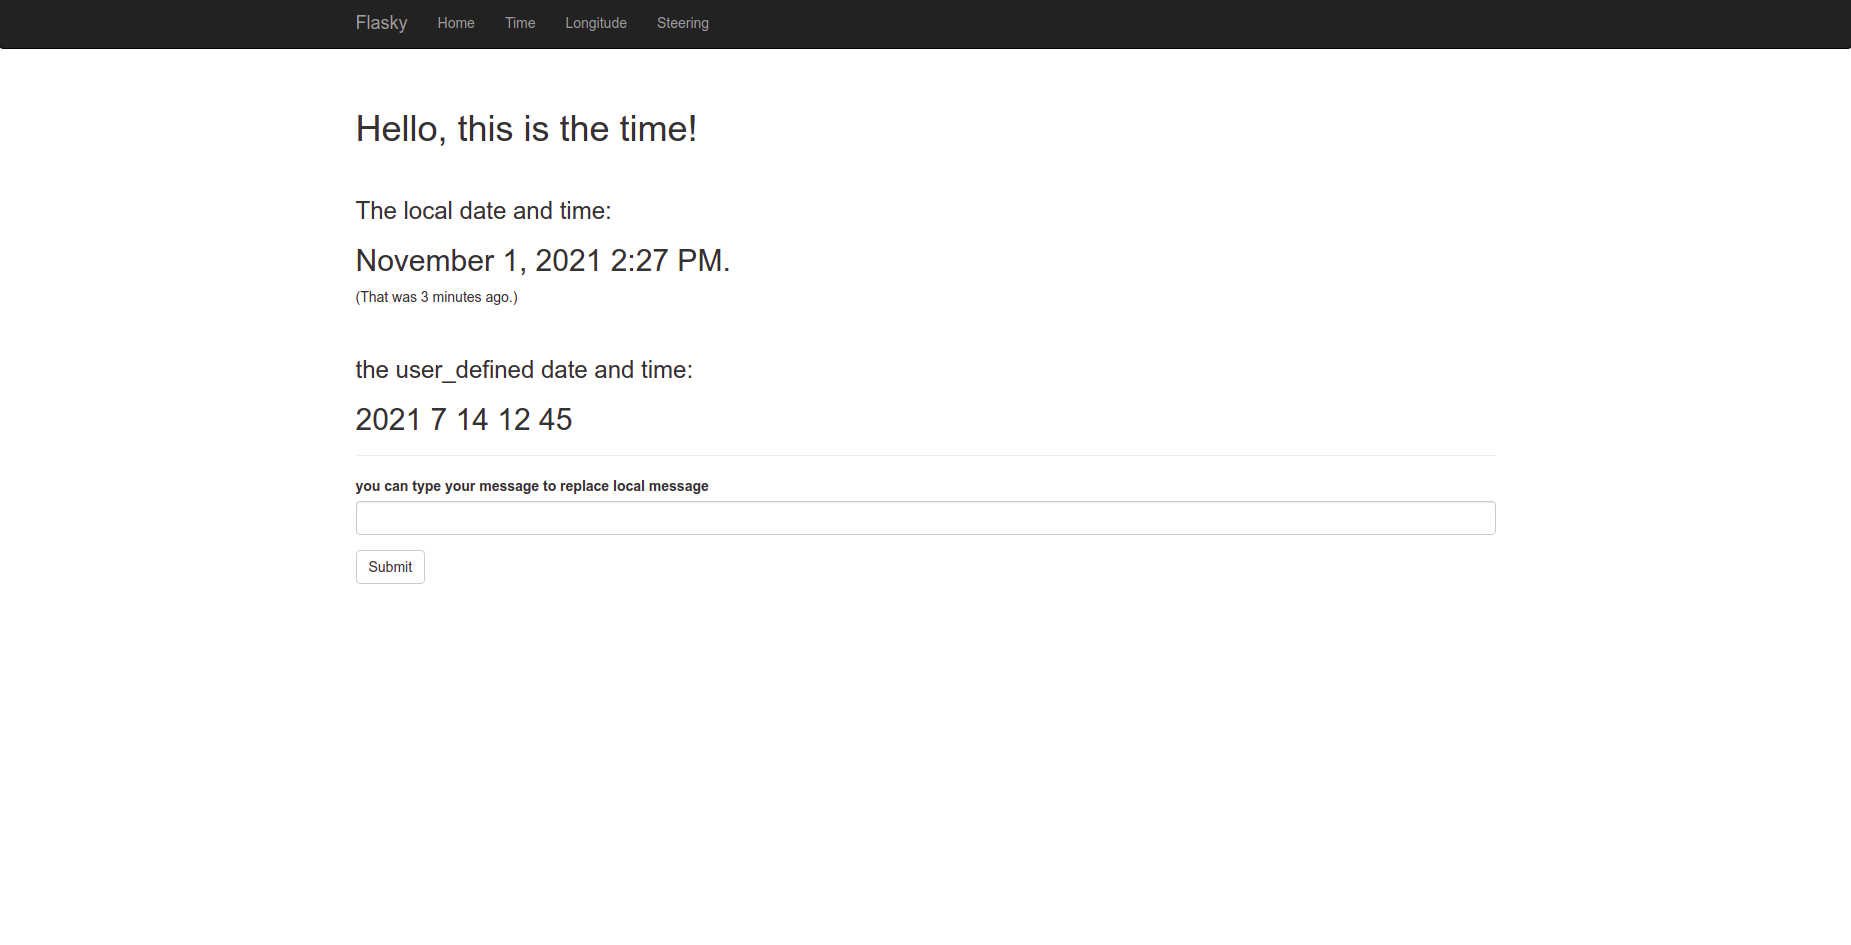 Flasky Home Time Longitude Steering
Hello, this is the time!
The local date and time:
November 1, 2021 2:27 PM.
(That was 3 minutes ago.)
the user_defined date and time:
2021 7 14 12 45
you can type your message to replace local message
Submit